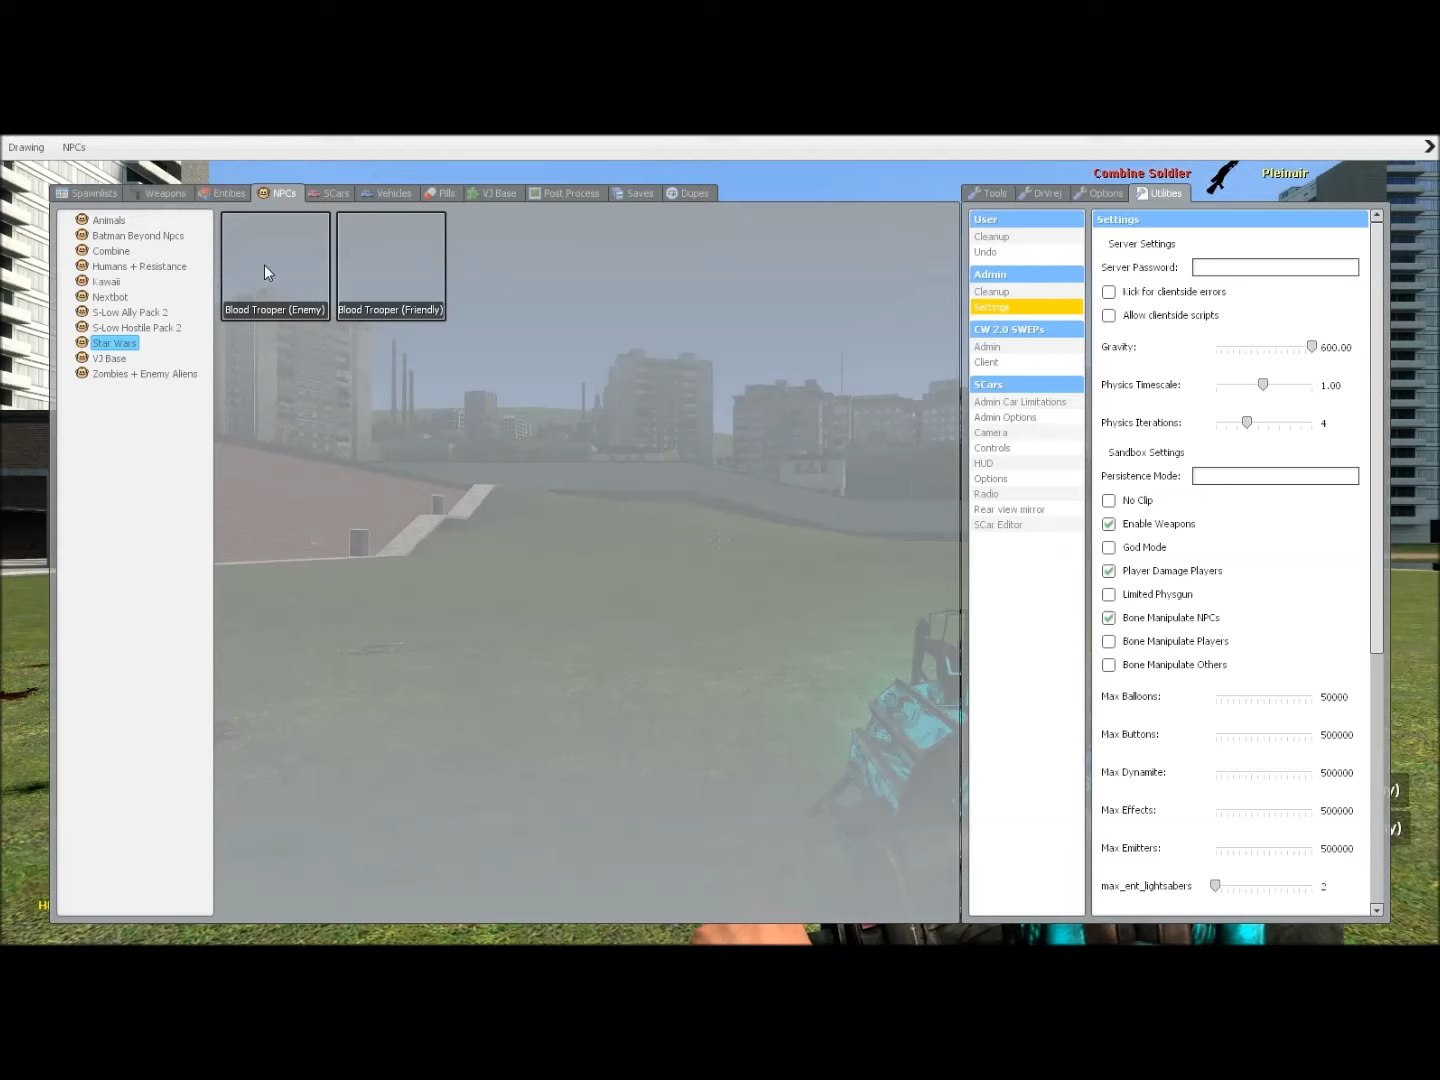 Drawing NPCs
Combine Soldier Pleinuir
Spawnlists Weapons Entities NPCs SCars Vehicles Pills VJ Base Post Process Saves Dupes
Tools DrVrej Options Utilities
Animals
Batman Beyond Npcs
Combine
Humans + Resistance
Kawaii
Nextbot
S-Low Ally Pack 2
S-Low Hostile Pack 2
Star Wars
VJ Base
Zombies + Enemy Aliens
Blood Trooper (Enemy) Blood Trooper (Friendly)
User
Cleanup
Undo
Admin
Cleanup
Settings
CW 2.0 SWEPs
Admin
Client
SCars
Admin Car Limitations
Admin Options
Camera
Controls
HUD
Options
Radio
Rear view mirror
SCar Editor
Settings
Server Settings
Server Password:
Kick for clientside errors
Allow clientside scripts
Gravity: 600.00
Physics Timescale: 1.00
Physics Iterations: 4
Sandbox Settings
Persistence Mode:
No Clip
Enable Weapons
God Mode
Player Damage Players
Limited Physgun
Bone Manipulate NPCs
Bone Manipulate Players
Bone Manipulate Others
Max Balloons: 50000
Max Buttons: 500000
Max Dynamite: 500000
Max Effects: 500000
Max Emitters: 500000
max_ent_lightsabers 2